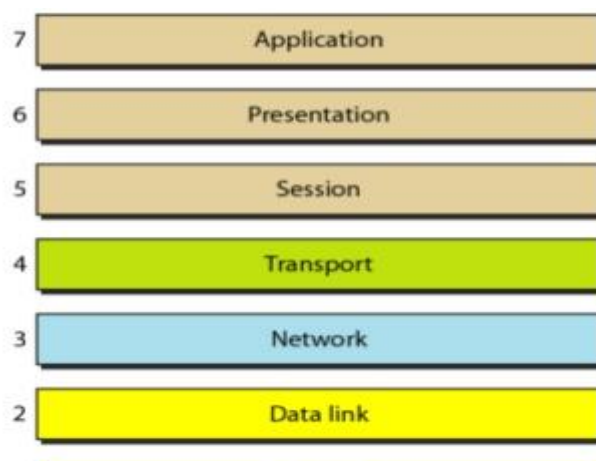 7 Application
6 Presentation
5 Session
4 Transport
3 Network
2 Data link